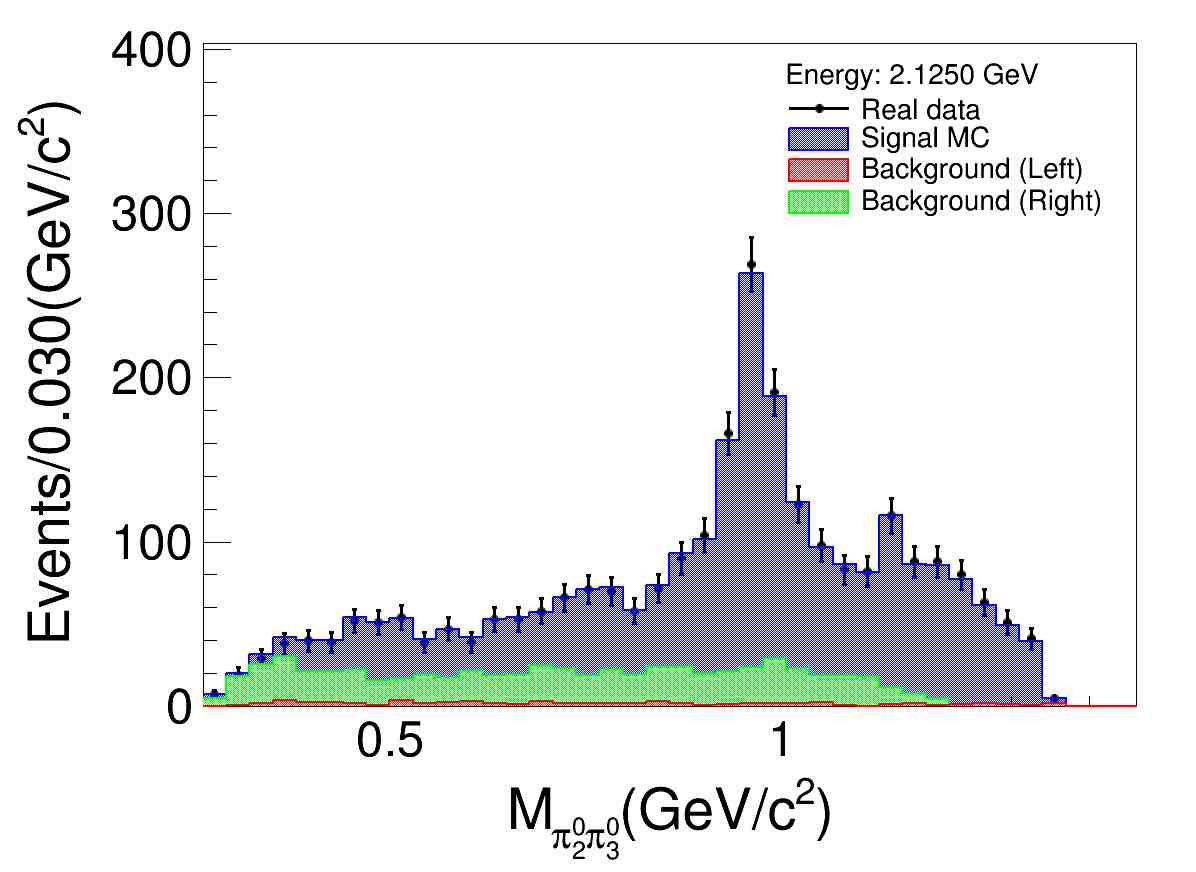 400
300
200
100
0
Events/0.030(GeV/c²)
Energy: 2.1250 GeV
Real data
Signal MC
Background (Left)
Background (Right)
0.5
1
M_{π⁰₂π⁰₃}(GeV/c²)